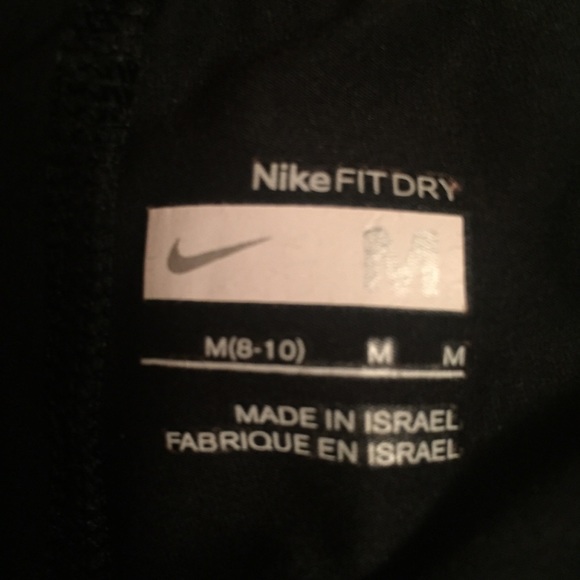 Nike FIT DRY
M
M(8-10) M M
MADE IN ISRAEL
FABRIQUE EN ISRAEL